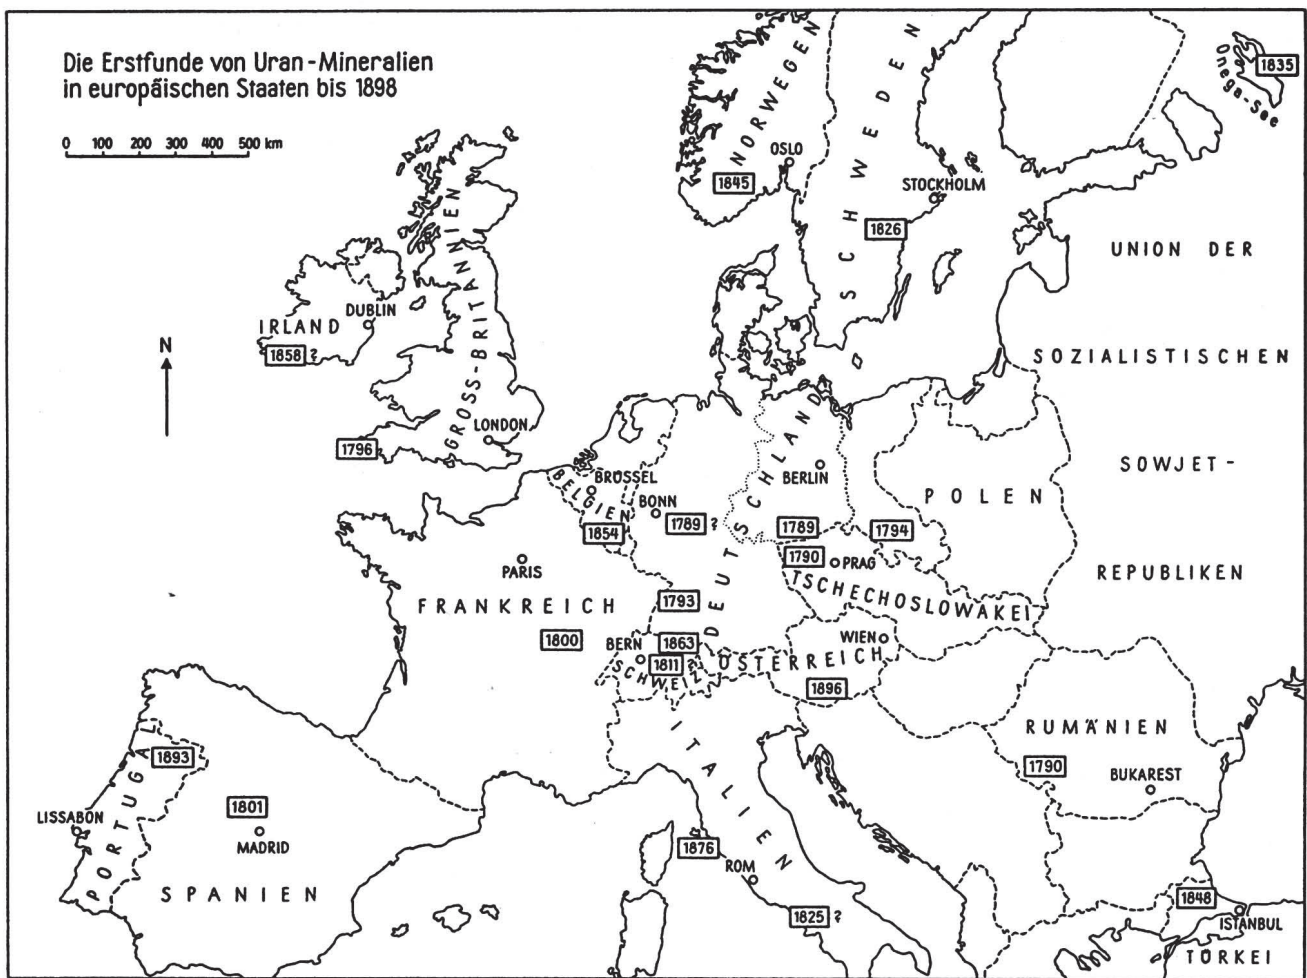 Die Erstfunde von Uran-Mineralien
in europäischen Staaten bis 1898
0 100 200 300 400 500 km
N
NORWEGEN
OSLO
1845
SCHWEDEN
STOCKHOLM
1826
Onega-See
1835
UNION DER
SOZIALISTISCHEN
SOWJET-
REPUBLIKEN
IRLAND
DUBLIN
1858 ?
GROSS-BRITANNIEN
LONDON
1796
BELGIEN
BRÜSSEL
1854
DEUTSCHLAND
BONN
1789 ?
BERLIN
1789
1793
POLEN
1794
1790
PRAG
TSCHECHOSLOWAKEI
PARIS
FRANKREICH
1800
BERN
1863
1811 ?
SCHWEIZ
ÖSTERREICH
WIEN
1896
RUMÄNIEN
1790
BUKAREST
ITALIEN
1876
ROM
1825 ?
PORTUGAL
1893
LISSABON
1801
MADRID
SPANIEN
1848
ISTANBUL
TÜRKEI